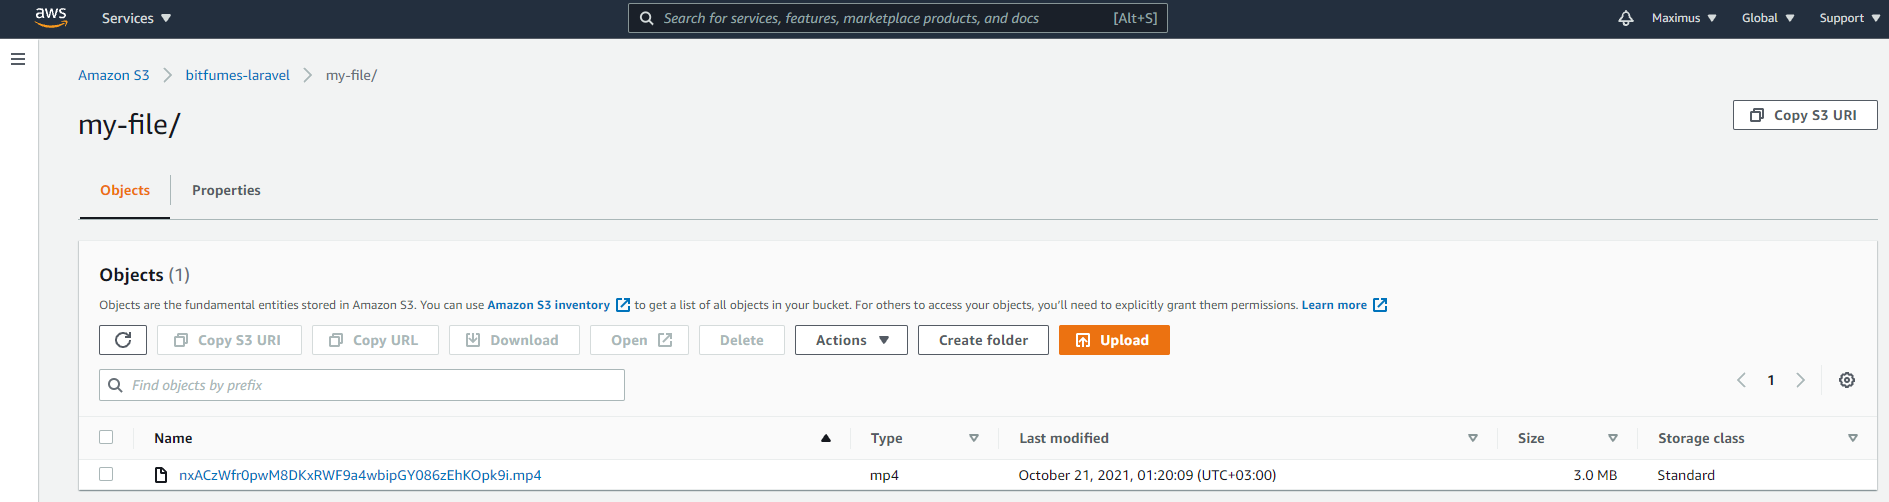 aws Services Search for services, features, marketplace products, and docs [Alt+S] Maximus Global Support
Amazon S3 bitfumes-laravel my-file/
my-file/
Copy S3 URI
Objects Properties
Objects (1)
Objects are the fundamental entities stored in Amazon S3. You can use Amazon S3 inventory to get a list of all objects in your bucket. For others to access your objects, you'll need to explicitly grant them permissions. Learn more
Copy S3 URI Copy URL Download Open Delete Actions Create folder Upload
Find objects by prefix 1
Name Type Last modified Size Storage class
nxACzWfr0pwM8DKxRWF9a4wbipGY086zEhKOpk9i.mp4 mp4 October 21, 2021, 01:20:09 (UTC+03:00) 3.0 MB Standard